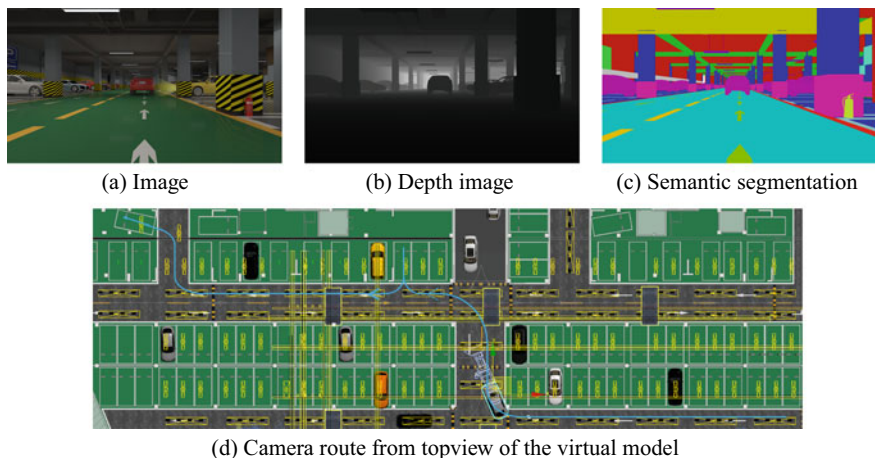 (a) Image
(b) Depth image
(c) Semantic segmentation
(d) Camera route from topview of the virtual model